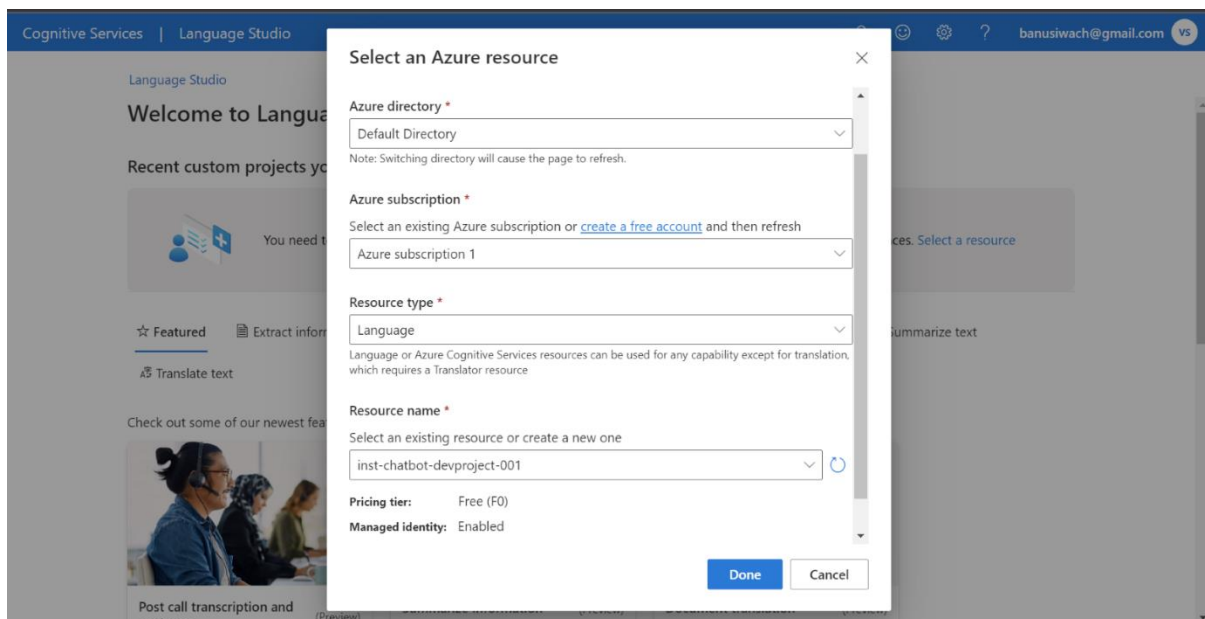 Cognitive Services | Language Studio
? banusiwach@gmail.com VS
Language Studio
Welcome to Langua
Recent custom projects yo
You need t
ces. Select a resource
Featured
Extract inforr
Summarize text
Translate text
Check out some of our newest fea
Post call transcription and
(Preview)
Select an Azure resource
Azure directory *
Default Directory
Note: Switching directory will cause the page to refresh.
Azure subscription *
Select an existing Azure subscription or create a free account and then refresh
Azure subscription 1
Resource type *
Language
Language or Azure Cognitive Services resources can be used for any capability except for translation,
which requires a Translator resource
Resource name *
Select an existing resource or create a new one
inst-chatbot-devproject-001
Pricing tier: Free (F0)
Managed identity: Enabled
Done Cancel